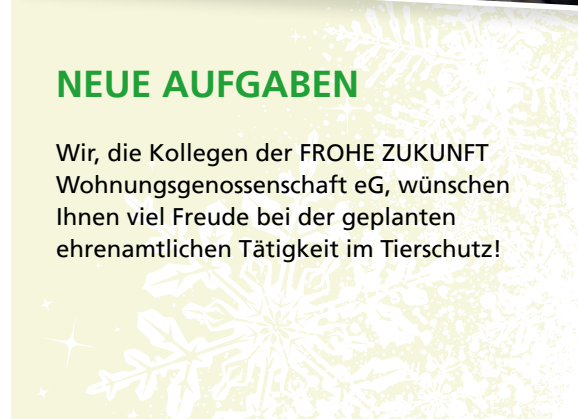 NEUE AUFGABEN
Wir, die Kollegen der FROHE ZUKUNFT
Wohnungsgenossenschaft eG, wünschen
Ihnen viel Freude bei der geplanten
ehrenamtlichen Tätigkeit im Tierschutz!